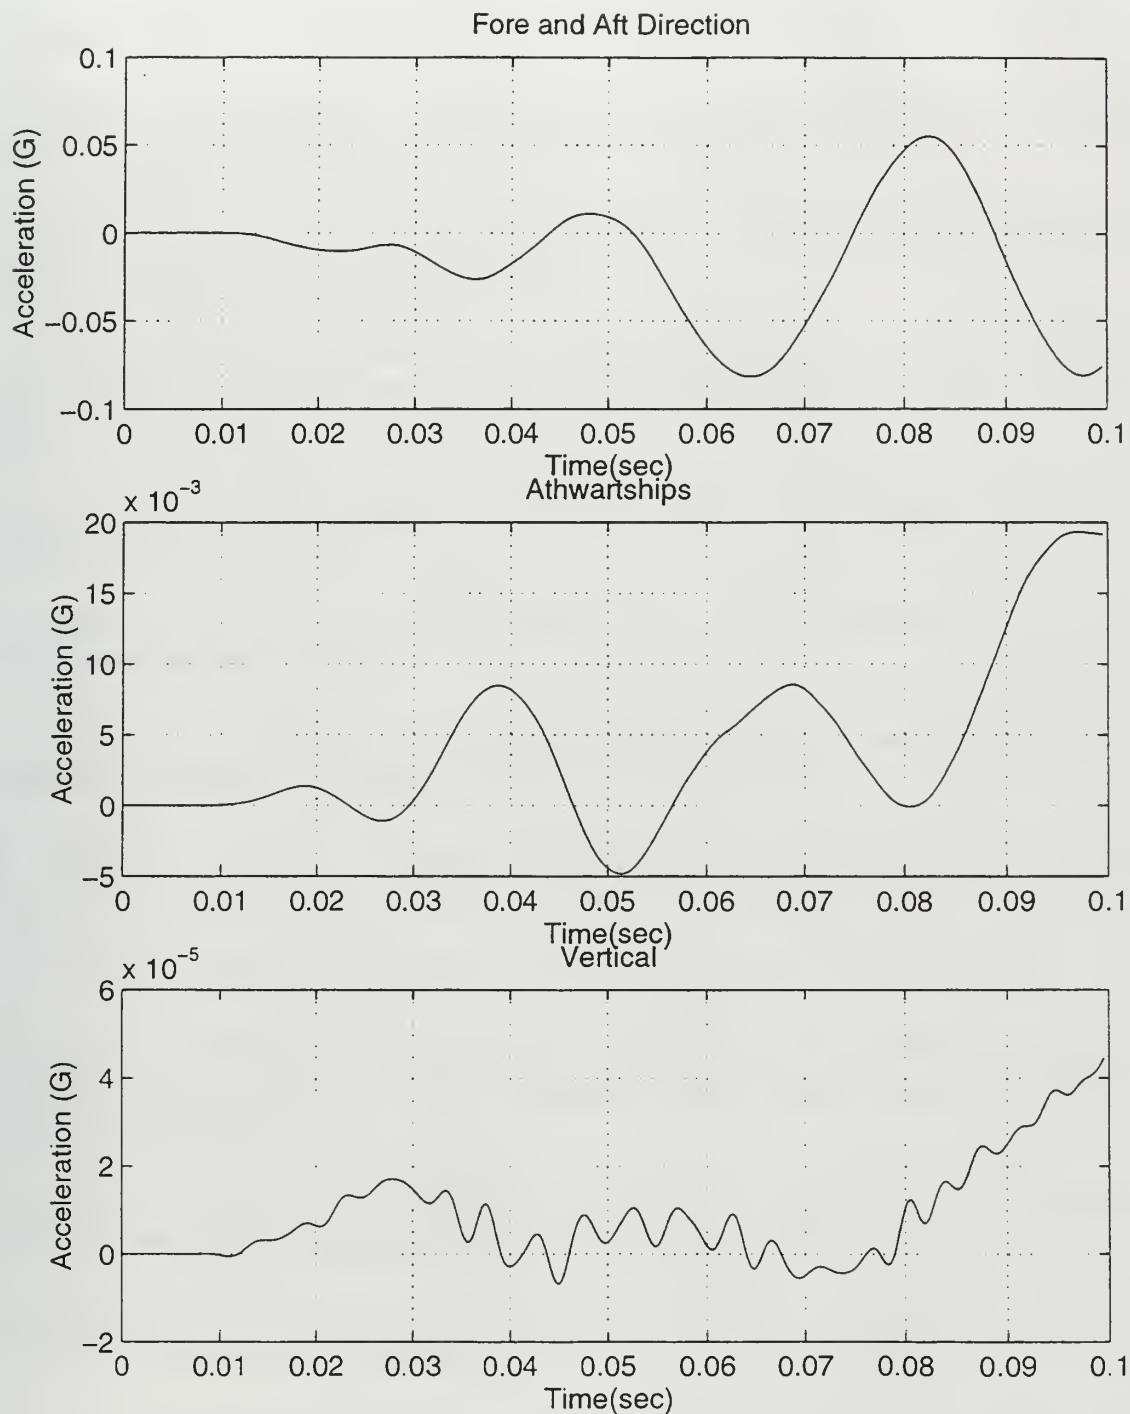 Fore and Aft Direction
0.1
0.05
0
−0.05
−0.1
Acceleration (G)
0 0.01 0.02 0.03 0.04 0.05 0.06 0.07 0.08 0.09 0.1
Time(sec)
Athwartships
x 10⁻³
20
15
10
5
0
−5
Acceleration (G)
0 0.01 0.02 0.03 0.04 0.05 0.06 0.07 0.08 0.09 0.1
Time(sec)
Vertical
x 10⁻⁵
6
4
2
0
−2
Acceleration (G)
0 0.01 0.02 0.03 0.04 0.05 0.06 0.07 0.08 0.09 0.1
Time(sec)